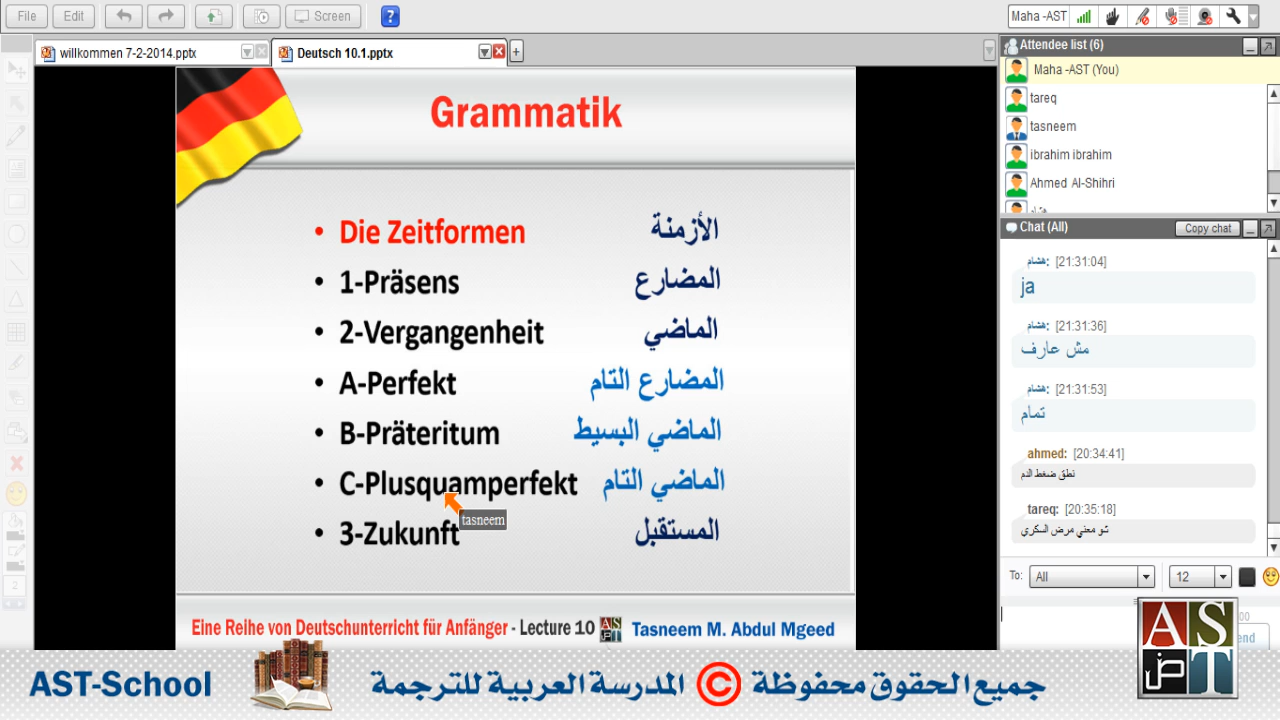 File Edit Screen ?
Maha -AST
willkommen 7-2-2014.pptx
Deutsch 10.1.pptx
Attendee list (6)
Maha -AST (You)
tareq
tasneem
ibrahim ibrahim
Ahmed Al-Shihri
Grammatik
Die Zeitformen الأزمنة
1-Präsens المضارع
2-Vergangenheit الماضي
A-Perfekt المضارع التام
B-Präteritum الماضي البسيط
C-Plusquamperfekt الماضي التام
tasneem
3-Zukunft المستقبل
Eine Reihe von Deutschunterricht für Anfänger - Lecture 10 Tasneem M. Abdul Mgeed
Chat (All) Copy chat
هشام: [21:31:04]
ja
هشام: [21:31:36]
مش عارف
هشام: [21:31:53]
تمام
ahmed: [20:34:41]
نطق ضغط الدم
tareq: [20:35:18]
شو معني مرض السكري
To: All 12
AST ض
AST-School
جميع الحقوق محفوظة © المدرسة العربية للترجمة